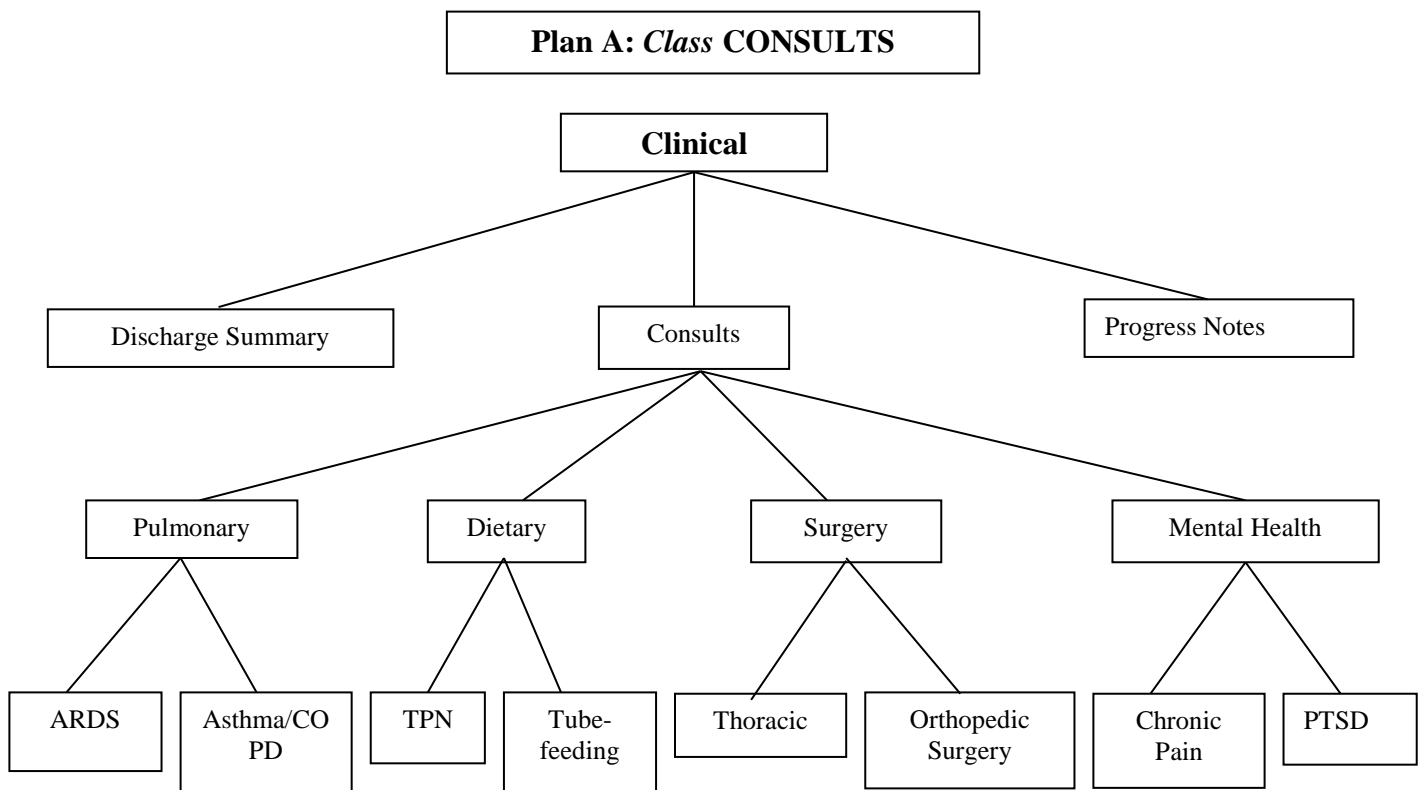 Plan A: Class CONSULTS
Clinical
Discharge Summary
Consults
Progress Notes
Pulmonary
Dietary
Surgery
Mental Health
ARDS
Asthma/CO
PD
TPN
Tube-
feeding
Thoracic
Orthopedic
Surgery
Chronic
Pain
PTSD